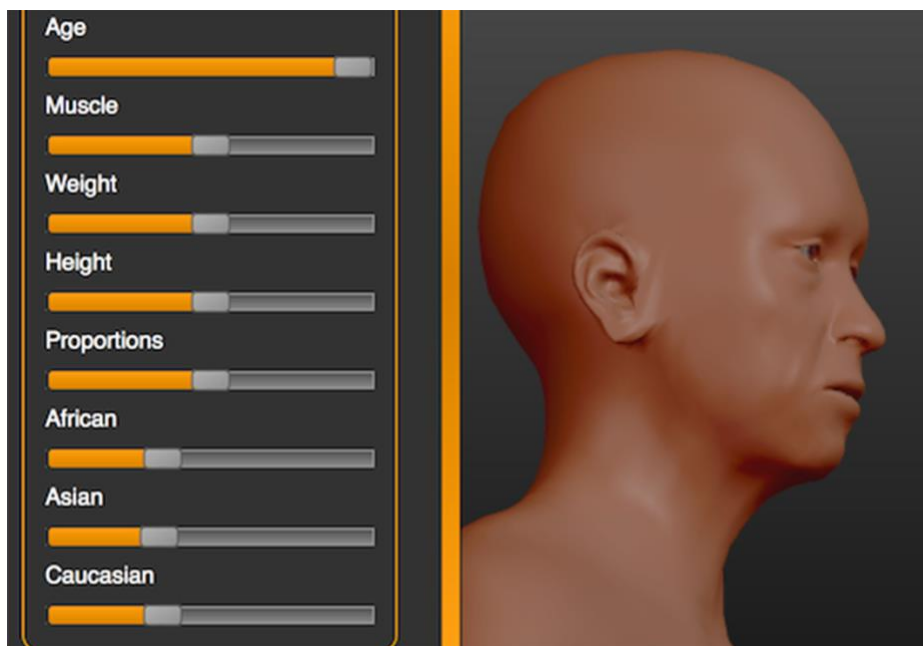 Age
Muscle
Weight
Height
Proportions
African
Asian
Caucasian